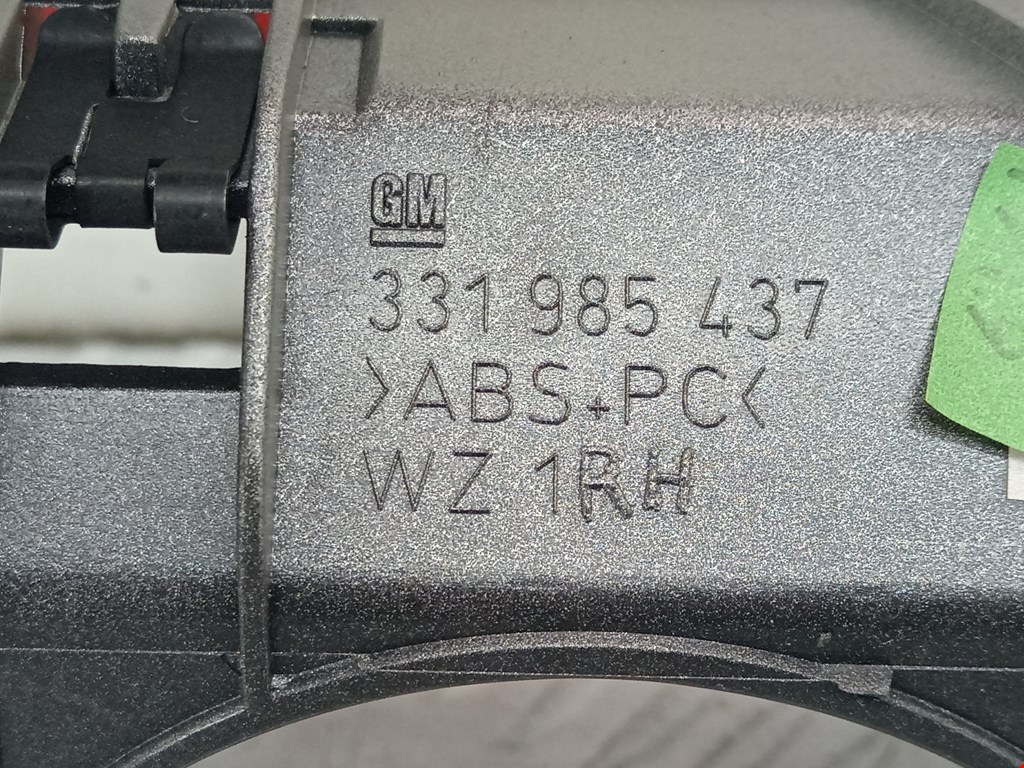 GM
331 985 437
>ABS+PC<
WZ 1RH